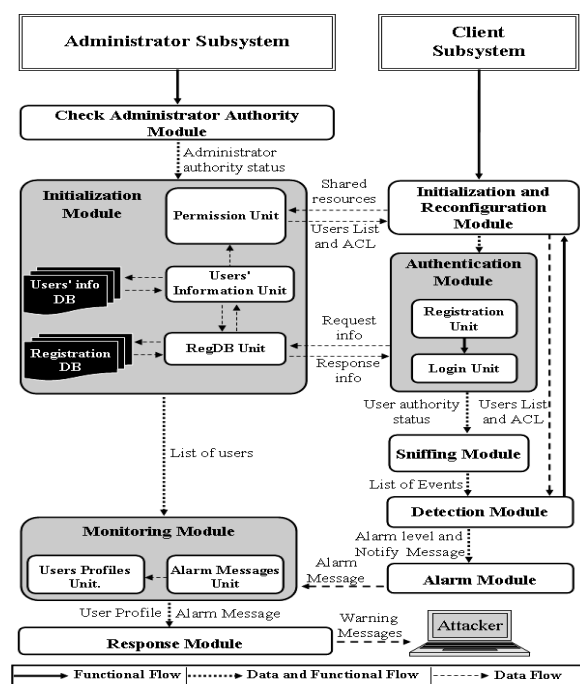 Administrator Subsystem
Client
Subsystem
Check Administrator Authority
Module
Administrator
authority status
Initialization
Module
Permission Unit
Shared
resources
Users List
and ACL
Initialization and
Reconfiguration
Module
Users' info
DB
Users'
Information Unit
Authentication
Module
Registration
Unit
Login Unit
Registration
DB
RegDB Unit
Request
info
Response
info
User authority
status
Users List
and ACL
List of users
Sniffing Module
List of Events
Detection Module
Monitoring Module
Users Profiles
Unit.
Alarm Messages
Unit
Alarm level and
Notify Message
Alarm
Message
Alarm Module
User Profile
Alarm Message
Response Module
Warning
Messages
Attacker
Functional Flow
Data and Functional Flow
Data Flow